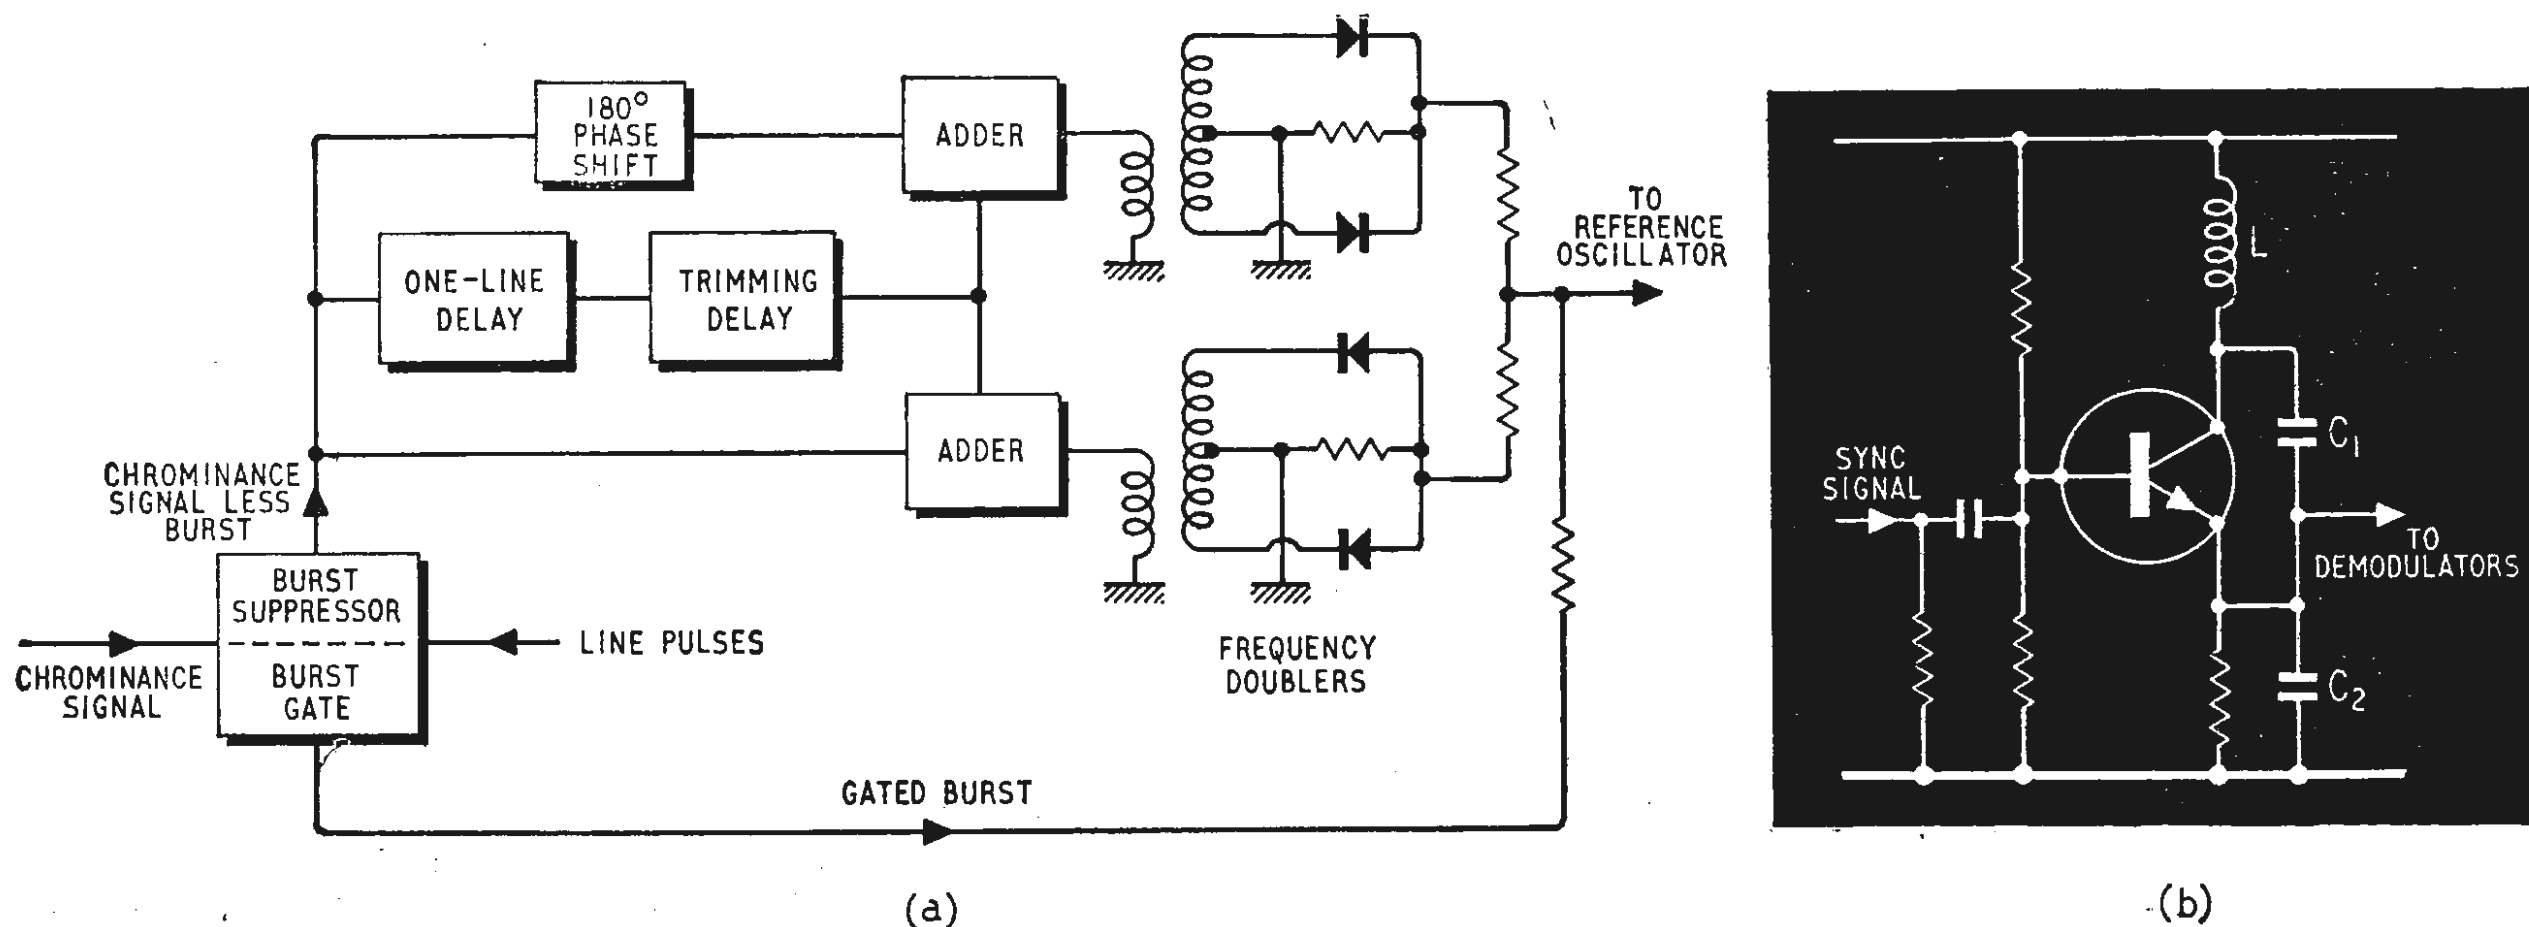 180°
PHASE
SHIFT
ADDER
ONE-LINE
DELAY
TRIMMING
DELAY
ADDER
CHROMINANCE
SIGNAL LESS
BURST
BURST
SUPPRESSOR
BURST
GATE
CHROMINANCE
SIGNAL
LINE PULSES
FREQUENCY
DOUBLERS
TO
REFERENCE
OSCILLATOR
GATED BURST
(a)
L
C1
SYNC
SIGNAL
TO
DEMODULATORS
C2
(b)